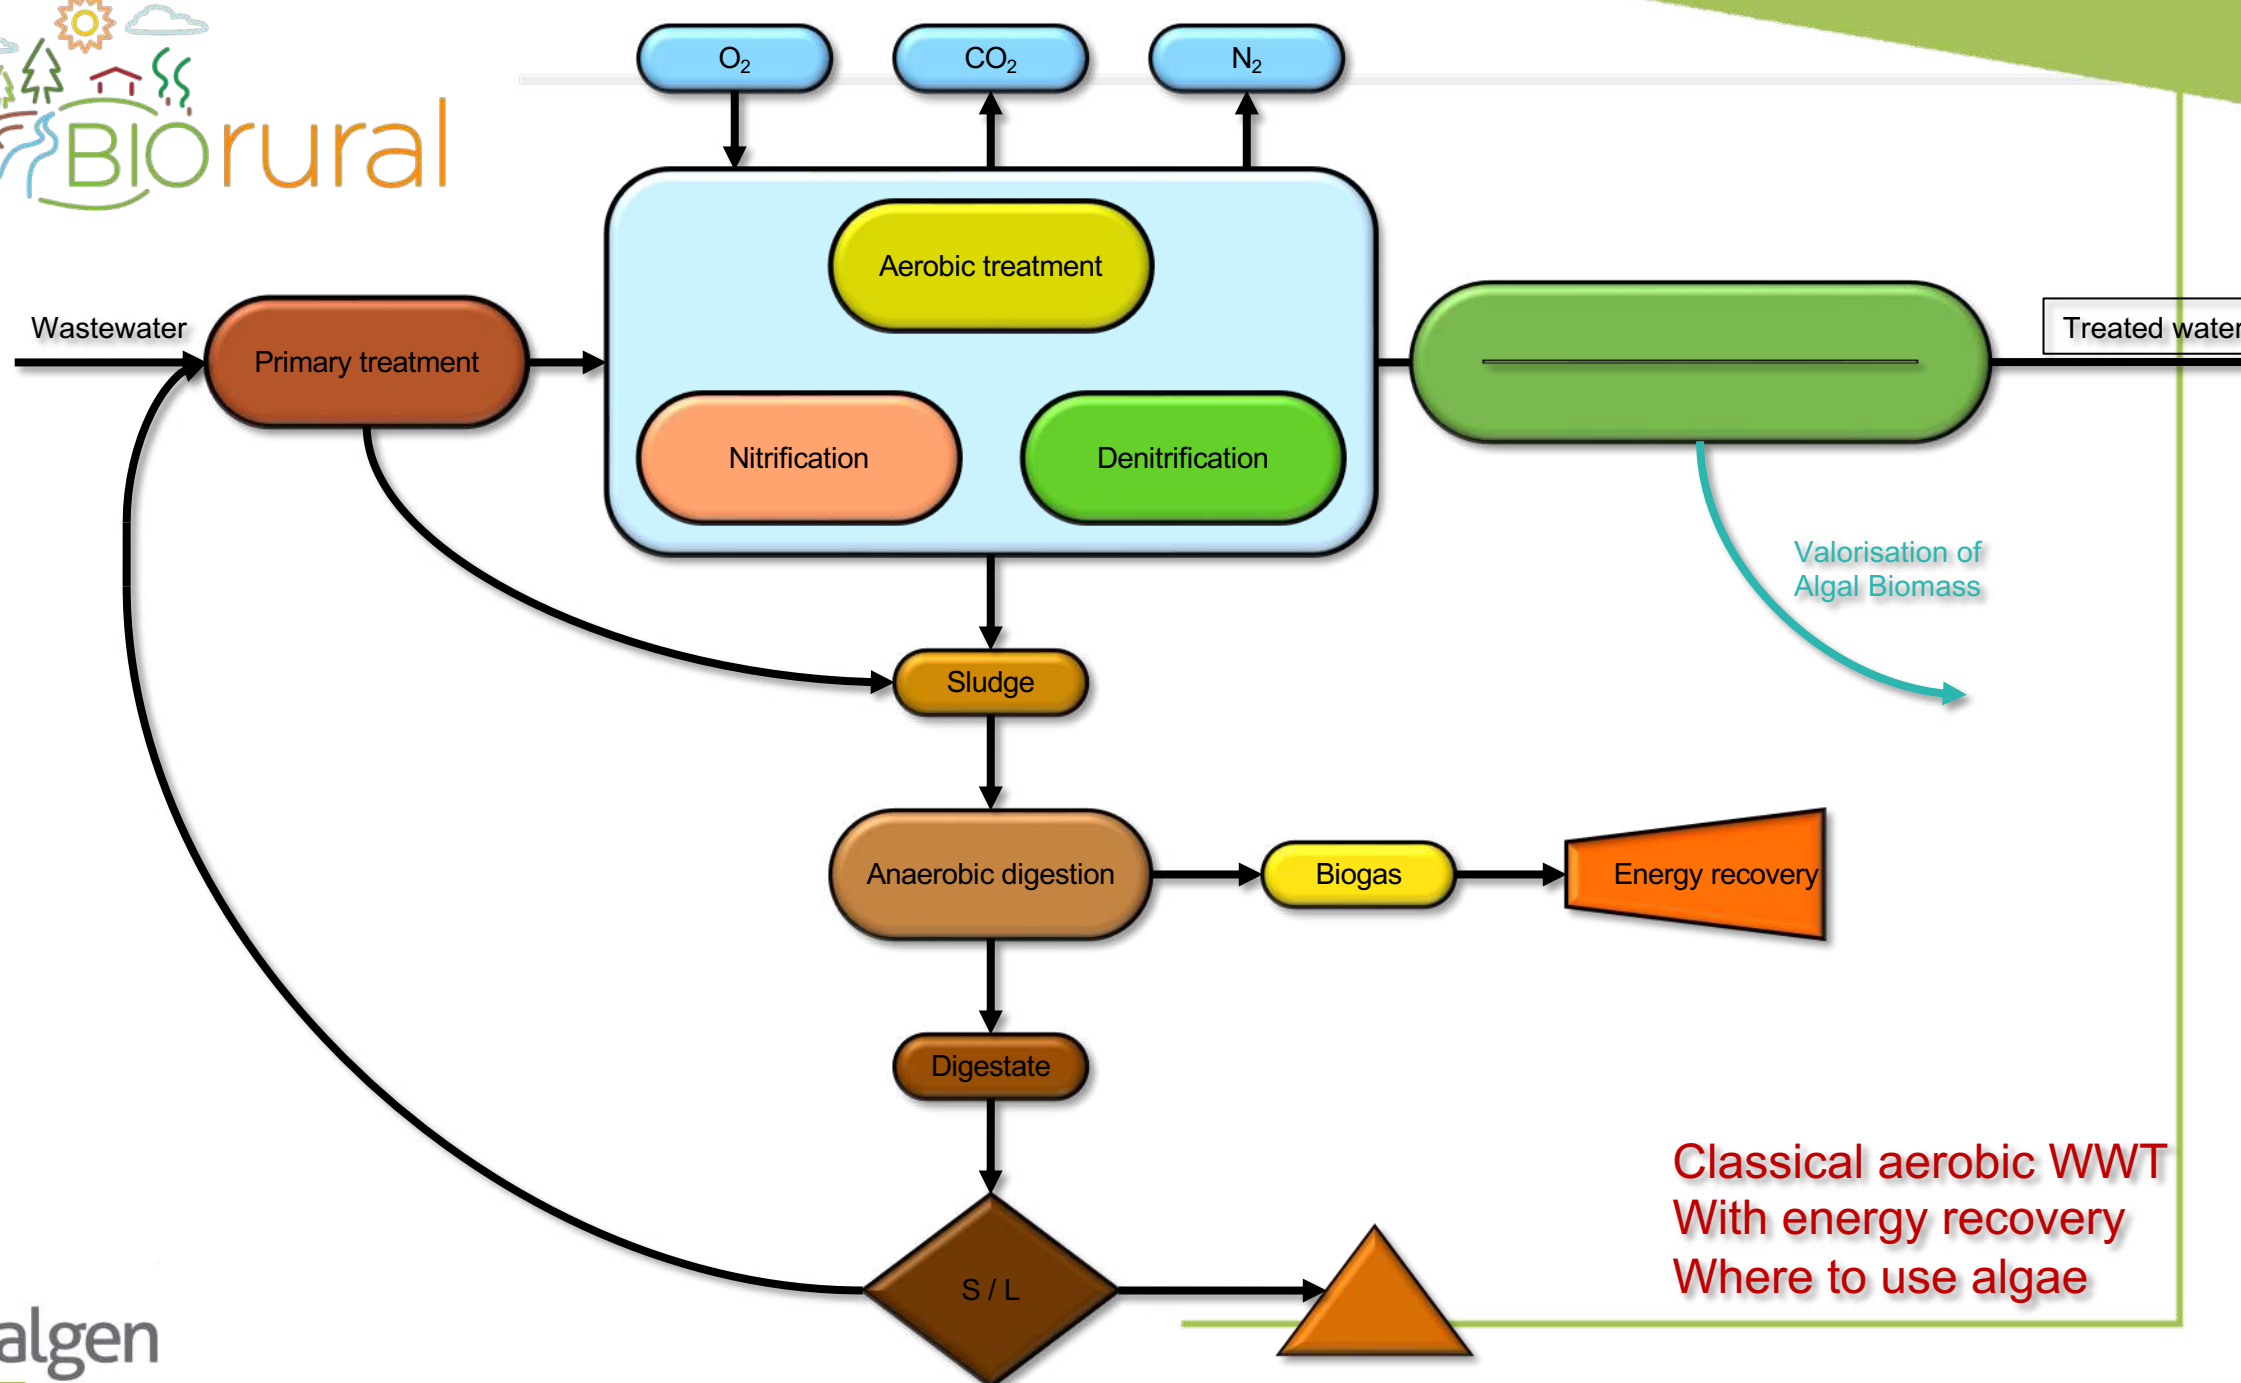 O₂
CO₂
N₂
BIOrural
Aerobic treatment
Wastewater
Primary treatment
Treated water
Nitrification
Denitrification
Valorisation of
Algal Biomass
Sludge
Anaerobic digestion
Biogas
Energy recovery
Digestate
Classical aerobic WWT
With energy recovery
Where to use algae
S / L
algen